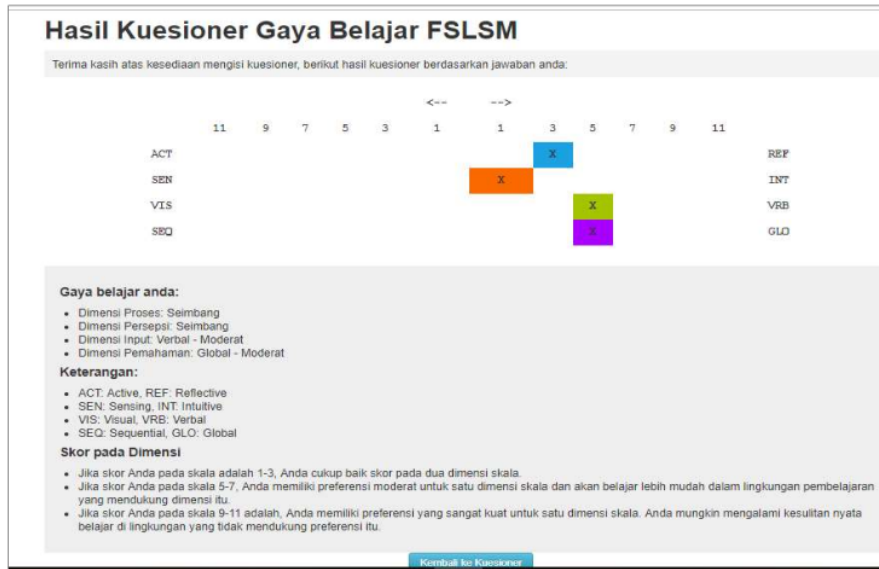 Hasil Kuesioner Gaya Belajar FSLSM
Terima kasih atas kesediaan mengisi kuesioner, berikut hasil kuesioner berdasarkan jawaban anda:
<-- -->
11 9 7 5 3 1 1 3 5 7 9 11
ACT X REF
SEN X INT
VIS X VRB
SEQ X GLO
Gaya belajar anda:
• Dimensi Proses: Seimbang
• Dimensi Persepsi: Seimbang
• Dimensi Input: Verbal - Moderat
• Dimensi Pemahaman: Global - Moderat
Keterangan:
• ACT: Active, REF: Reflective
• SEN: Sensing, INT: Intuitive
• VIS: Visual, VRB: Verbal
• SEQ: Sequential, GLO: Global
Skor pada Dimensi
• Jika skor Anda pada skala adalah 1-3, Anda cukup baik skor pada dua dimensi skala.
• Jika skor Anda pada skala 5-7, Anda memiliki preferensi moderat untuk satu dimensi skala dan akan belajar lebih mudah dalam lingkungan pembelajaran
yang mendukung dimensi itu.
• Jika skor Anda pada skala 9-11 adalah, Anda memiliki preferensi yang sangat kuat untuk satu dimensi skala. Anda mungkin mengalami kesulitan nyata
belajar di lingkungan yang tidak mendukung preferensi itu.
Kembali ke Kuesioner